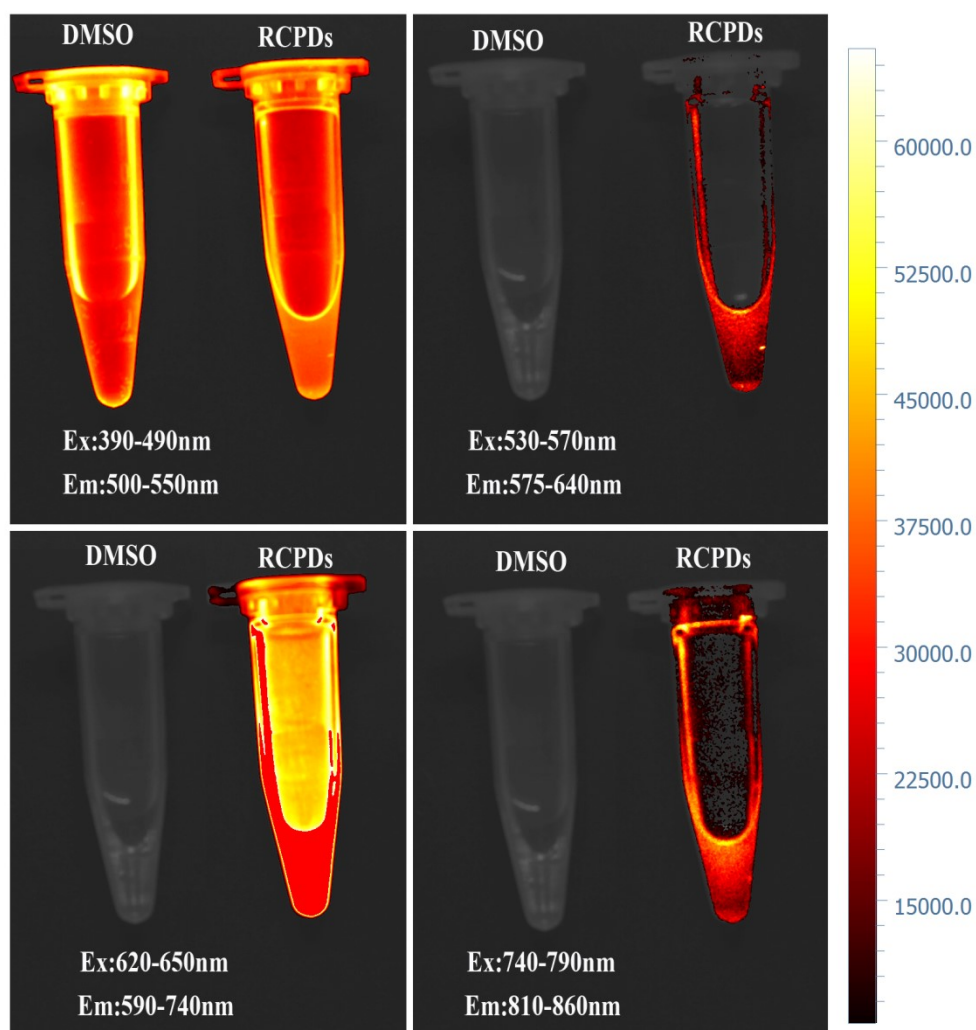 DMSO
RCPDs
Ex:390-490nm
Em:500-550nm
DMSO
RCPDs
Ex:530-570nm
Em:575-640nm
DMSO
RCPDs
Ex:620-650nm
Em:590-740nm
DMSO
RCPDs
Ex:740-790nm
Em:810-860nm
60000.0
52500.0
45000.0
37500.0
30000.0
22500.0
15000.0